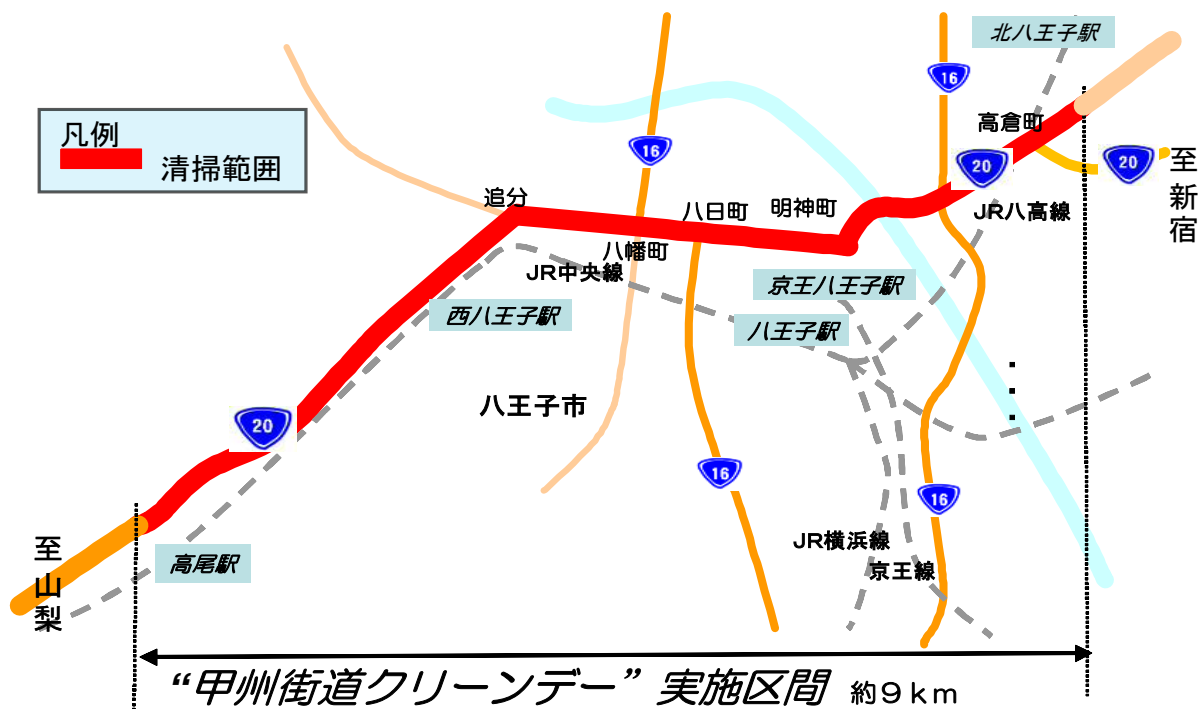 北八王子駅
16
凡例
清掃範囲
16
高倉町
20
20
至新宿
追分
八日町
明神町
JR八高線
八幡町
JR中央線
京王八王子駅
西八王子駅
八王子駅
八王子市
20
16
16
至山梨
高尾駅
JR横浜線
京王線
“甲州街道クリーンデー” 実施区間 約9km